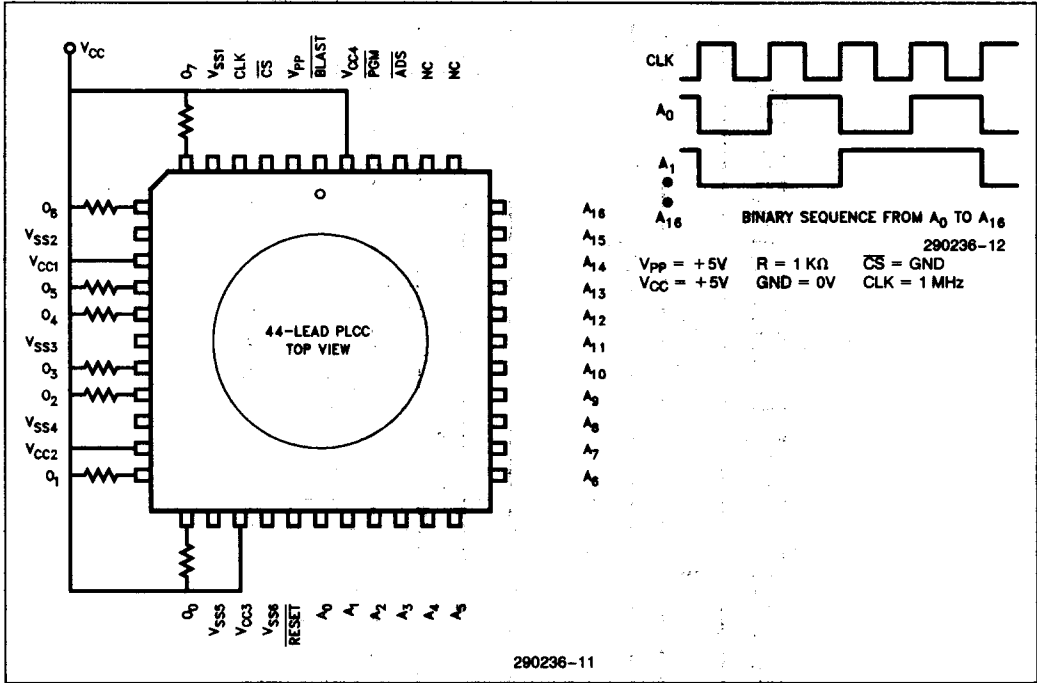 VCC
O7 VSS1 CLK CS VPP BLAST VCC4 PGM ADS NC NC
O6
VSS2
VCC1
O5
O4
VSS3
O3
O2
VSS4
VCC2
O1
44-LEAD PLCC
TOP VIEW
A16
A15
A14
A13
A12
A11
A10
A9
A8
A7
A6
O0 VSS5 VCC3 VSS6 RESET A0 A1 A2 A3 A4 A5
290236-11
CLK
A0
A1
A16
BINARY SEQUENCE FROM A0 TO A16
290236-12
VPP = +5V R = 1 KΩ CS = GND
VCC = +5V GND = 0V CLK = 1 MHz